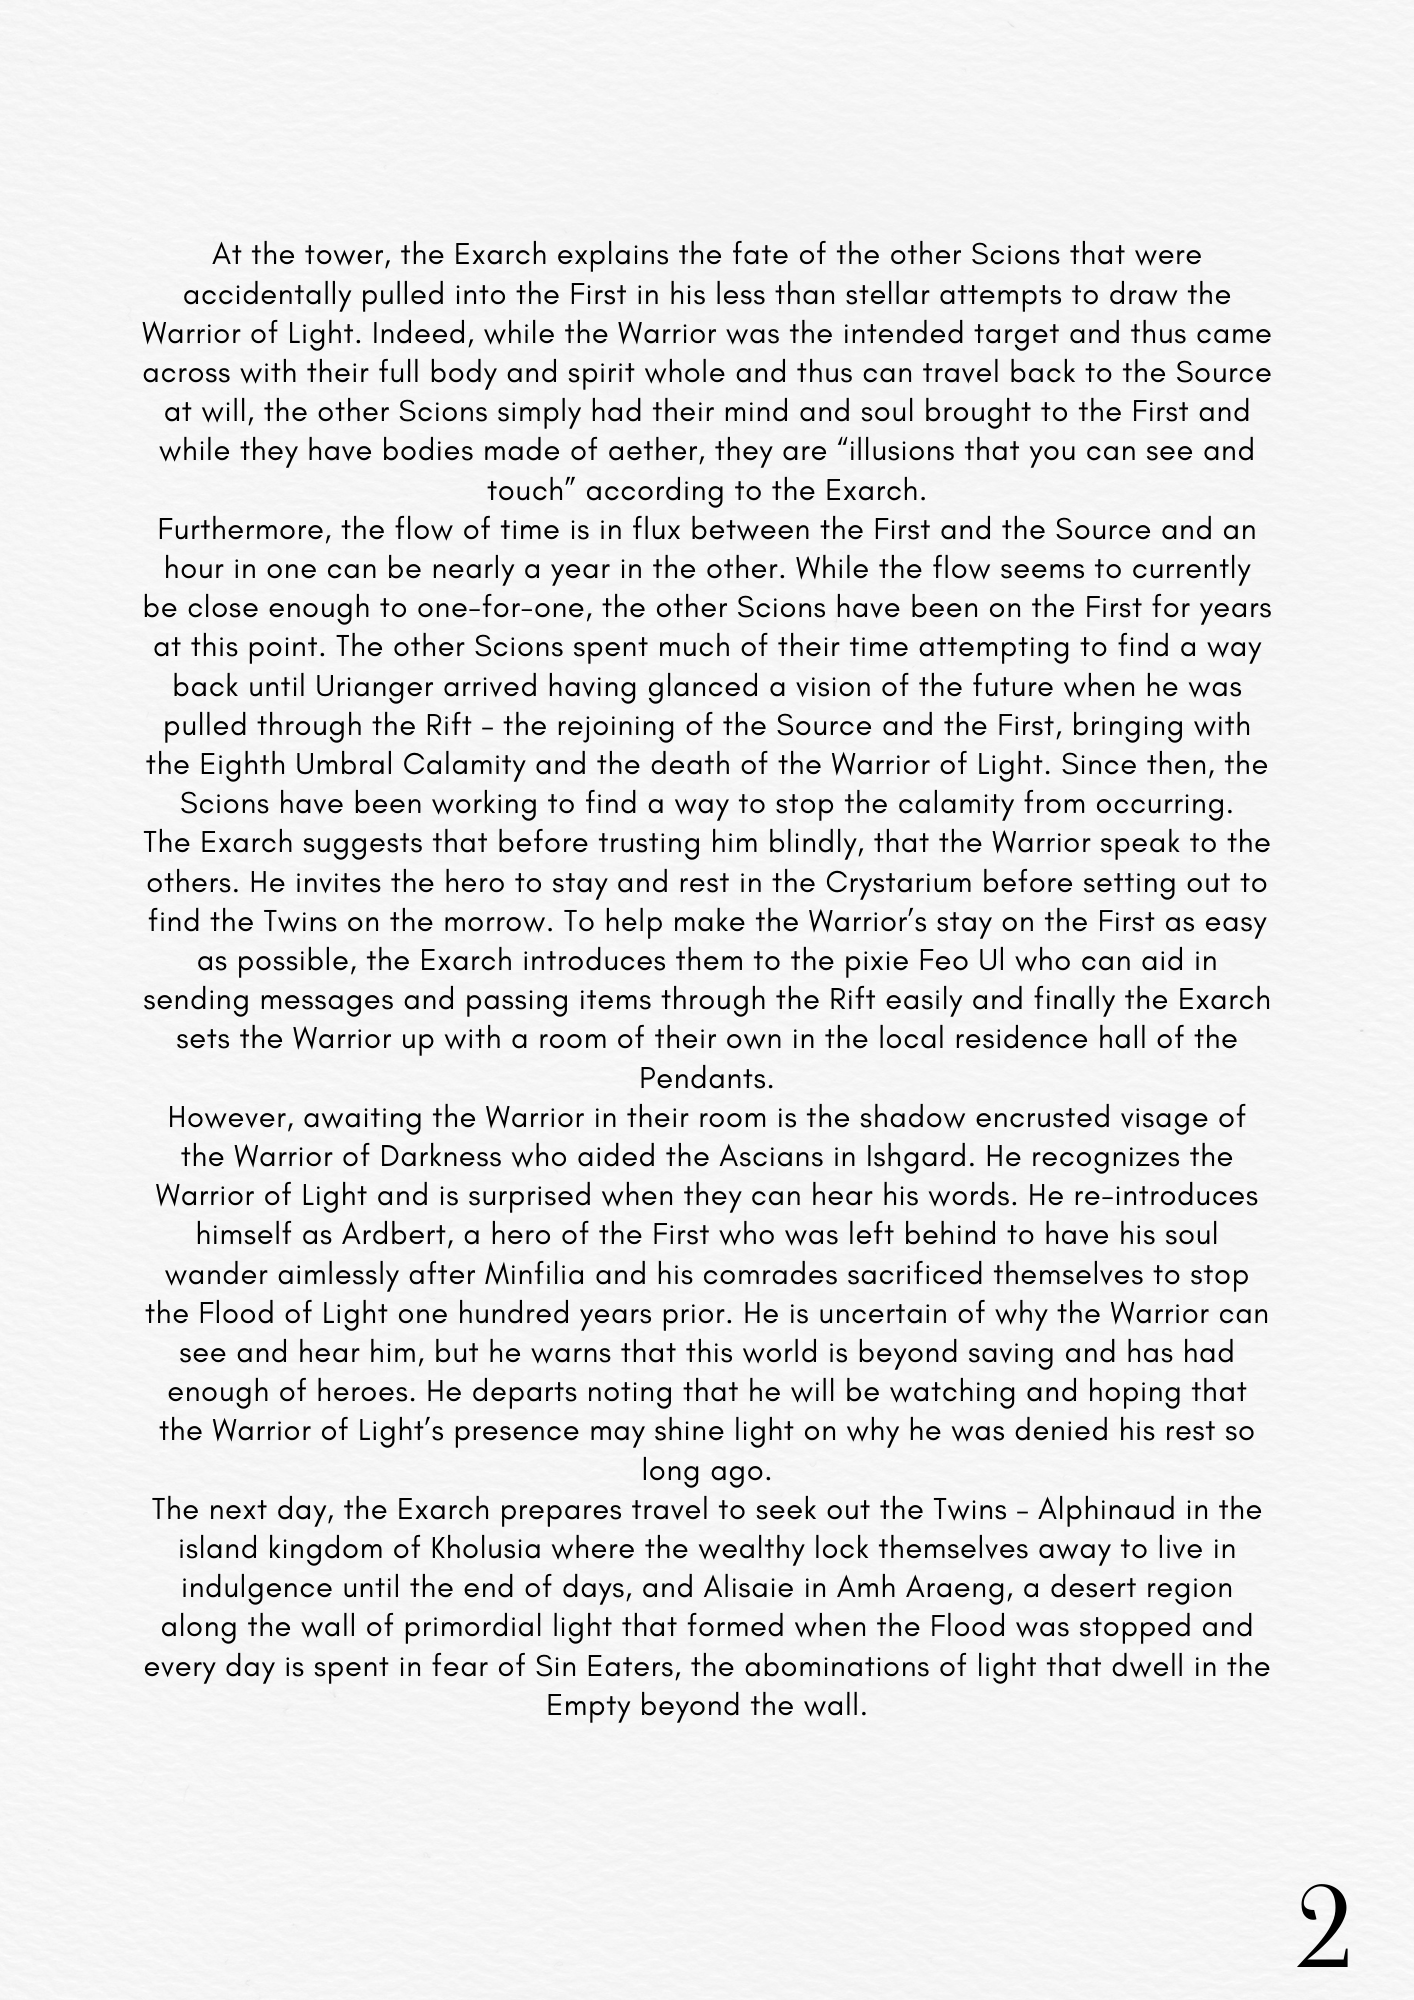 At the tower, the Exarch explains the fate of the other Scions that were
accidentally pulled into the First in his less than stellar attempts to draw the
Warrior of Light. Indeed, while the Warrior was the intended target and thus came
across with their full body and spirit whole and thus can travel back to the Source
at will, the other Scions simply had their mind and soul brought to the First and
while they have bodies made of aether, they are “illusions that you can see and
touch” according to the Exarch.
Furthermore, the flow of time is in flux between the First and the Source and an
hour in one can be nearly a year in the other. While the flow seems to currently
be close enough to one-for-one, the other Scions have been on the First for years
at this point. The other Scions spent much of their time attempting to find a way
back until Urianger arrived having glanced a vision of the future when he was
pulled through the Rift – the rejoining of the Source and the First, bringing with
the Eighth Umbral Calamity and the death of the Warrior of Light. Since then, the
Scions have been working to find a way to stop the calamity from occurring.
The Exarch suggests that before trusting him blindly, that the Warrior speak to the
others. He invites the hero to stay and rest in the Crystarium before setting out to
find the Twins on the morrow. To help make the Warrior’s stay on the First as easy
as possible, the Exarch introduces them to the pixie Feo Ul who can aid in
sending messages and passing items through the Rift easily and finally the Exarch
sets the Warrior up with a room of their own in the local residence hall of the
Pendants.
However, awaiting the Warrior in their room is the shadow encrusted visage of
the Warrior of Darkness who aided the Ascians in Ishgard. He recognizes the
Warrior of Light and is surprised when they can hear his words. He re-introduces
himself as Ardbert, a hero of the First who was left behind to have his soul
wander aimlessly after Minfilia and his comrades sacrificed themselves to stop
the Flood of Light one hundred years prior. He is uncertain of why the Warrior can
see and hear him, but he warns that this world is beyond saving and has had
enough of heroes. He departs noting that he will be watching and hoping that
the Warrior of Light’s presence may shine light on why he was denied his rest so
long ago.
The next day, the Exarch prepares travel to seek out the Twins – Alphinaud in the
island kingdom of Kholusia where the wealthy lock themselves away to live in
indulgence until the end of days, and Alisaie in Amh Araeng, a desert region
along the wall of primordial light that formed when the Flood was stopped and
every day is spent in fear of Sin Eaters, the abominations of light that dwell in the
Empty beyond the wall.
2